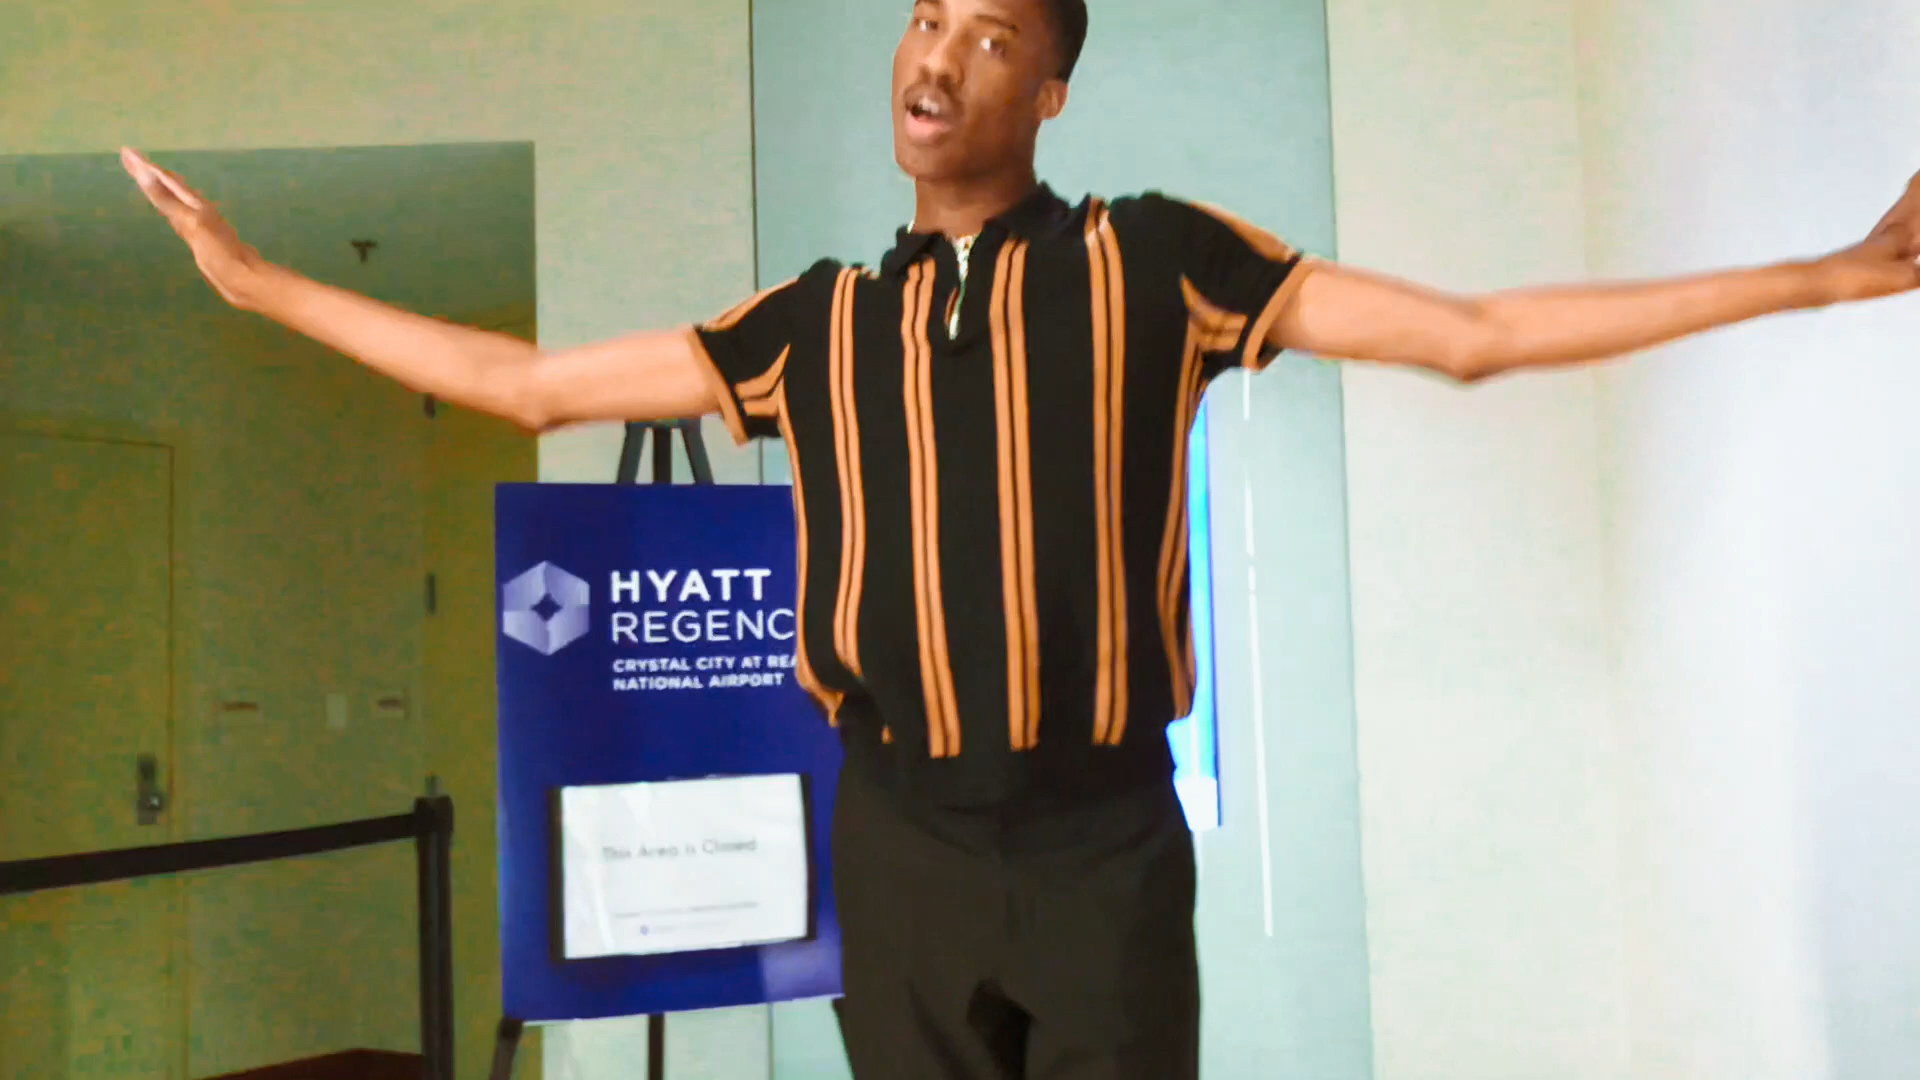 HYATT
REGENC
CRYSTAL CITY AT REA
NATIONAL AIRPORT
This Area is Closed